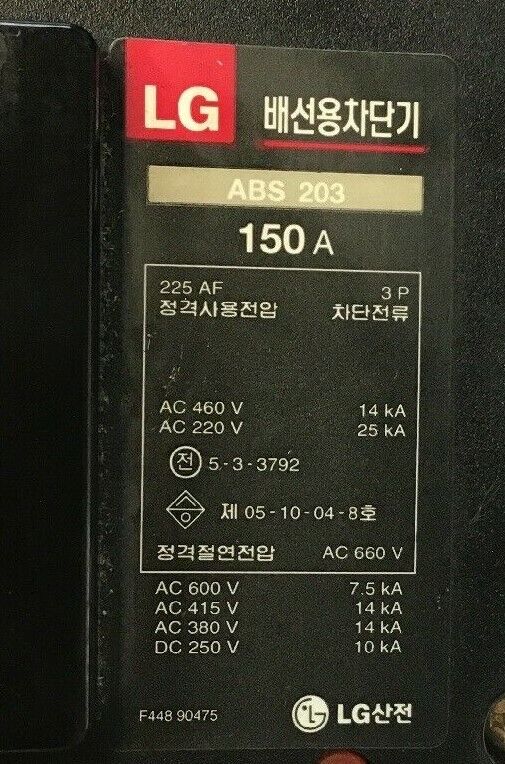 LG 배선용차단기
ABS 203
150 A
225 AF 3 P
정격사용전압 차단전류
AC 460 V 14 kA
AC 220 V 25 kA
전 5-3-3792
제 05-10-04-8호
정격절연전압 AC 660 V
AC 600 V 7.5 kA
AC 415 V 14 kA
AC 380 V 14 kA
DC 250 V 10 kA
F448 90475 LG산전